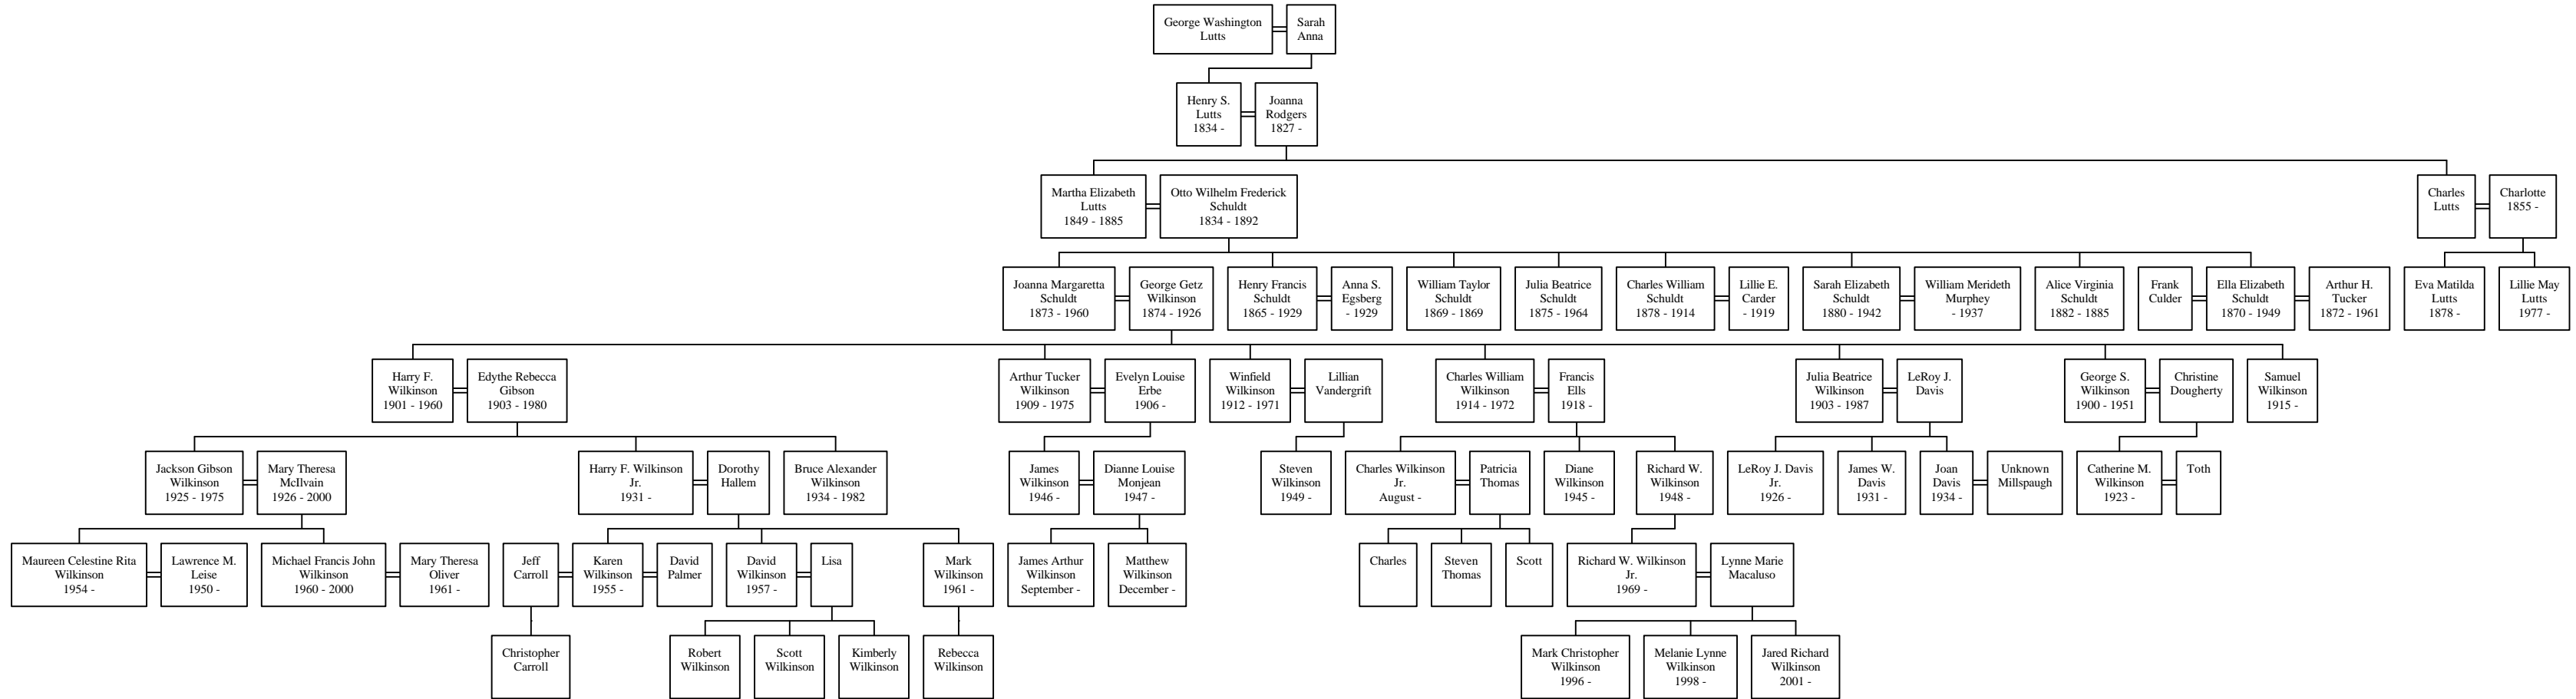 George Washington
Lutts
Sarah
Anna
Henry S.
Lutts
1834 -
Joanna
Rodgers
1827 -
Martha Elizabeth
Lutts
1849 - 1885
Otto Wilhelm Frederick
Schuldt
1834 - 1892
Charles
Lutts
Charlotte
1855 -
Joanna Margaretta
Schuldt
1873 - 1960
George Getz
Wilkinson
1874 - 1926
Henry Francis
Schuldt
1865 - 1929
Anna S.
Egsberg
- 1929
William Taylor
Schuldt
1869 - 1869
Julia Beatrice
Schuldt
1875 - 1964
Charles William
Schuldt
1878 - 1914
Lillie E.
Carder
- 1919
Sarah Elizabeth
Schuldt
1880 - 1942
William Merideth
Murphey
- 1937
Alice Virginia
Schuldt
1882 - 1885
Frank
Culder
Ella Elizabeth
Schuldt
1870 - 1949
Arthur H.
Tucker
1872 - 1961
Eva Matilda
Lutts
1878 -
Lillie May
Lutts
1977 -
Harry F.
Wilkinson
1901 - 1960
Edythe Rebecca
Gibson
1903 - 1980
Arthur Tucker
Wilkinson
1909 - 1975
Evelyn Louise
Erbe
1906 -
Winfield
Wilkinson
1912 - 1971
Lillian
Vandergrift
Charles William
Wilkinson
1914 - 1972
Francis
Ells
1918 -
Julia Beatrice
Wilkinson
1903 - 1987
LeRoy J.
Davis
George S.
Wilkinson
1900 - 1951
Christine
Dougherty
Samuel
Wilkinson
1915 -
Jackson Gibson
Wilkinson
1925 - 1975
Mary Theresa
McIlvain
1926 - 2000
Harry F. Wilkinson
Jr.
1931 -
Dorothy
Hallem
Bruce Alexander
Wilkinson
1934 - 1982
James
Wilkinson
1946 -
Dianne Louise
Monjean
1947 -
Steven
Wilkinson
1949 -
Charles Wilkinson
Jr.
August -
Patricia
Thomas
Diane
Wilkinson
1945 -
Richard W.
Wilkinson
1948 -
LeRoy J. Davis
Jr.
1926 -
James W.
Davis
1931 -
Joan
Davis
1934 -
Unknown
Millspaugh
Catherine M.
Wilkinson
1923 -
Toth
Maureen Celestine Rita
Wilkinson
1954 -
Lawrence M.
Leise
1950 -
Michael Francis John
Wilkinson
1960 - 2000
Mary Theresa
Oliver
1961 -
Jeff
Carroll
Karen
Wilkinson
1955 -
David
Palmer
David
Wilkinson
1957 -
Lisa
Mark
Wilkinson
1961 -
James Arthur
Wilkinson
September -
Matthew
Wilkinson
December -
Charles
Steven
Thomas
Scott
Richard W. Wilkinson
Jr.
1969 -
Lynne Marie
Macaluso
Christopher
Carroll
Robert
Wilkinson
Scott
Wilkinson
Kimberly
Wilkinson
Rebecca
Wilkinson
Mark Christopher
Wilkinson
1996 -
Melanie Lynne
Wilkinson
1998 -
Jared Richard
Wilkinson
2001 -